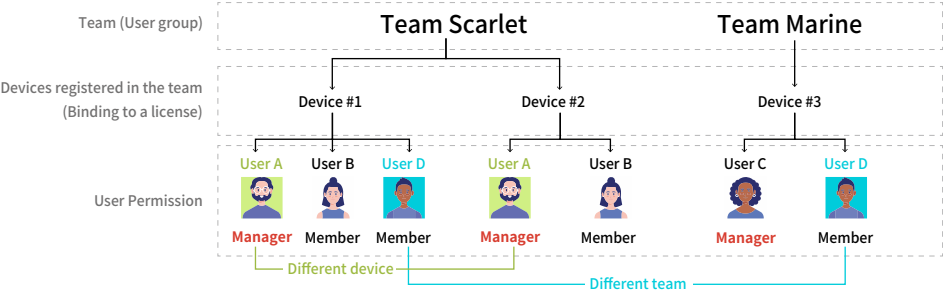 Team (User group)
Team Scarlet
Team Marine
Devices registered in the team
(Binding to a license)
Device #1
Device #2
Device #3
User Permission
User A
User B
User D
User A
User B
User C
User D
Manager
Member
Member
Manager
Member
Manager
Member
Different device
Different team